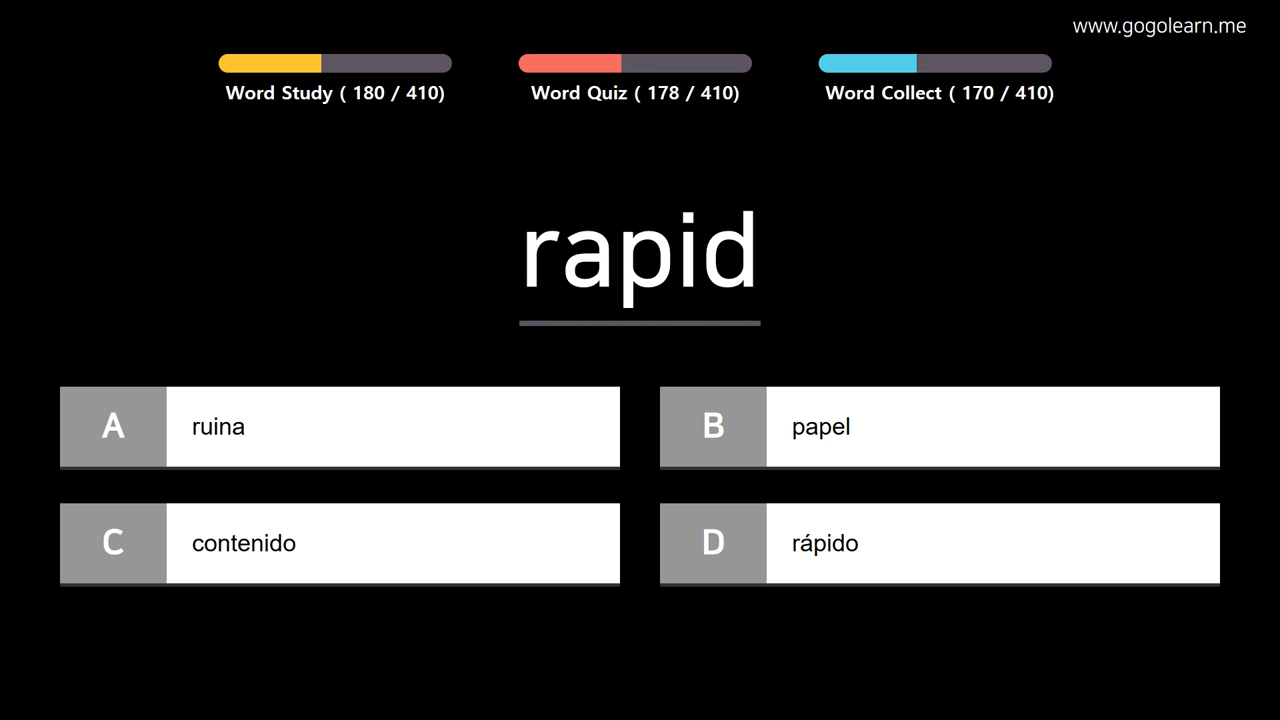 www.gogolearn.me
Word Study ( 180 / 410)
Word Quiz ( 178 / 410)
Word Collect ( 170 / 410)
rapid
A ruina
B papel
C contenido
D rápido